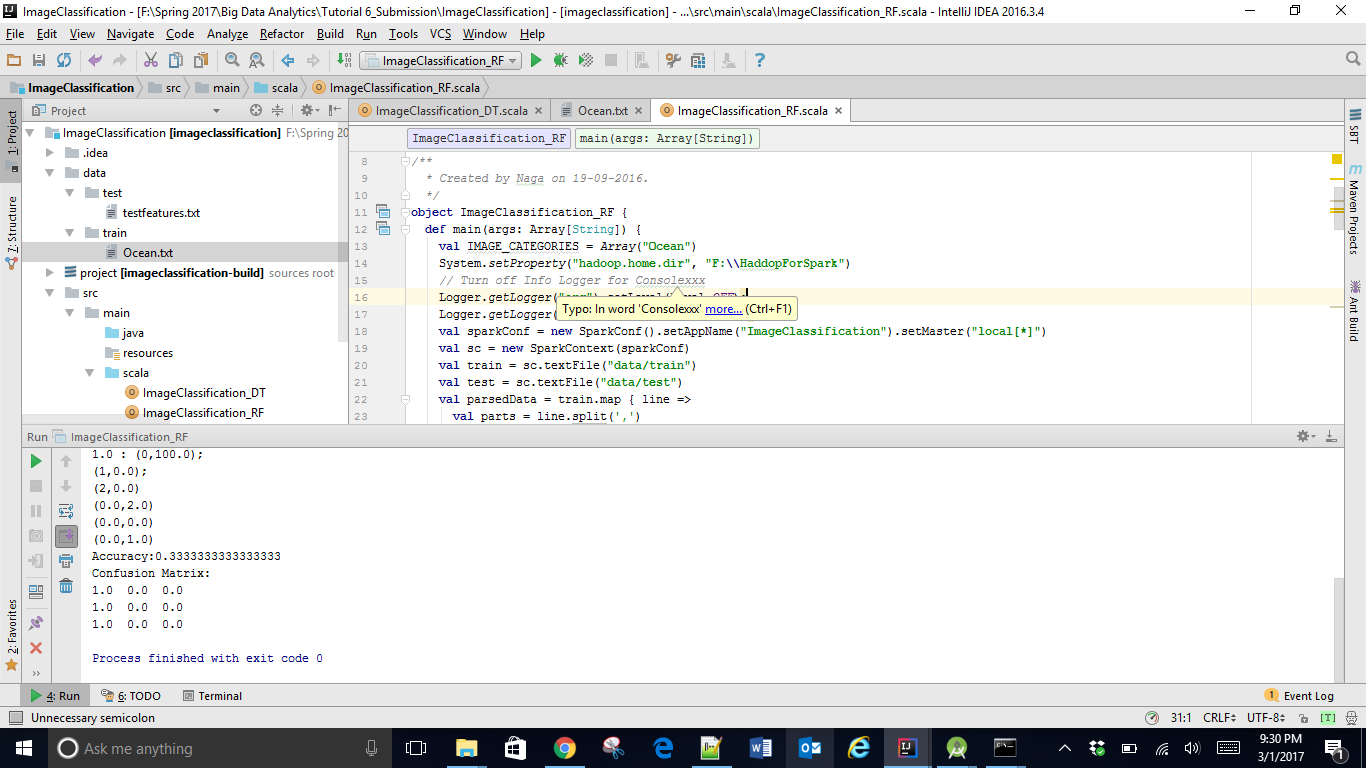 ImageClassification - [F:\Spring 2017\Big Data Analytics\Tutorial 6_Submission\ImageClassification] - [imageclassification] - ...\src\main\scala\ImageClassification_RF.scala - IntelliJ IDEA 2016.3.4
File Edit View Navigate Code Analyze Refactor Build Run Tools VCS Window Help
ImageClassification_RF
ImageClassification src main scala ImageClassification_RF.scala
1: Project
7: Structure
2: Favorites
Project
ImageClassification [imageclassification] F:\Spring 20
.idea
data
test
testfeatures.txt
train
Ocean.txt
project [imageclassification-build] sources root
src
main
java
resources
scala
ImageClassification_DT
ImageClassification_RF
ImageClassification_DT.scala Ocean.txt ImageClassification_RF.scala
ImageClassification_RF main(args: Array[String])
8 /**
9 * Created by Naga on 19-09-2016.
10 */
11 object ImageClassification_RF {
12 def main(args: Array[String]) {
13 val IMAGE_CATEGORIES = Array("Ocean")
14 System.setProperty("hadoop.home.dir", "F:\\HaddopForSpark")
15 // Turn off Info Logger for Consolexxx
16 Logger.getLogger(
Typo: In word 'Consolexxx' more... (Ctrl+F1)
17 Logger.getLogger(
18 val sparkConf = new SparkConf().setAppName("ImageClassification").setMaster("local[*]")
19 val sc = new SparkContext(sparkConf)
20 val train = sc.textFile("data/train")
21 val test = sc.textFile("data/test")
22 val parsedData = train.map { line =>
23 val parts = line.split(',')
SBT
Maven Projects
Ant Build
Run ImageClassification_RF
1.0 : (0,100.0);
(1,0.0);
(2,0.0)
(0.0,2.0)
(0.0,0.0)
(0.0,1.0)
Accuracy:0.3333333333333333
Confusion Matrix:
1.0 0.0 0.0
1.0 0.0 0.0
1.0 0.0 0.0
Process finished with exit code 0
4: Run 6: TODO Terminal 1 Event Log
Unnecessary semicolon 31:1 CRLF UTF-8 [T]
Ask me anything
9:30 PM
3/1/2017
1